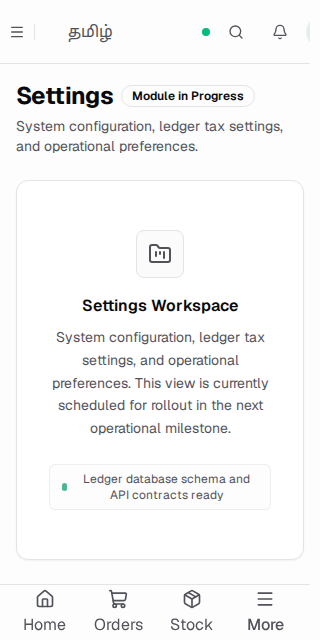 தமிழ்
Settings
Module in Progress
System configuration, ledger tax settings,
and operational preferences.
Settings Workspace
System configuration, ledger tax
settings, and operational
preferences. This view is currently
scheduled for rollout in the next
operational milestone.
Ledger database schema and
API contracts ready
Home
Orders
Stock
More